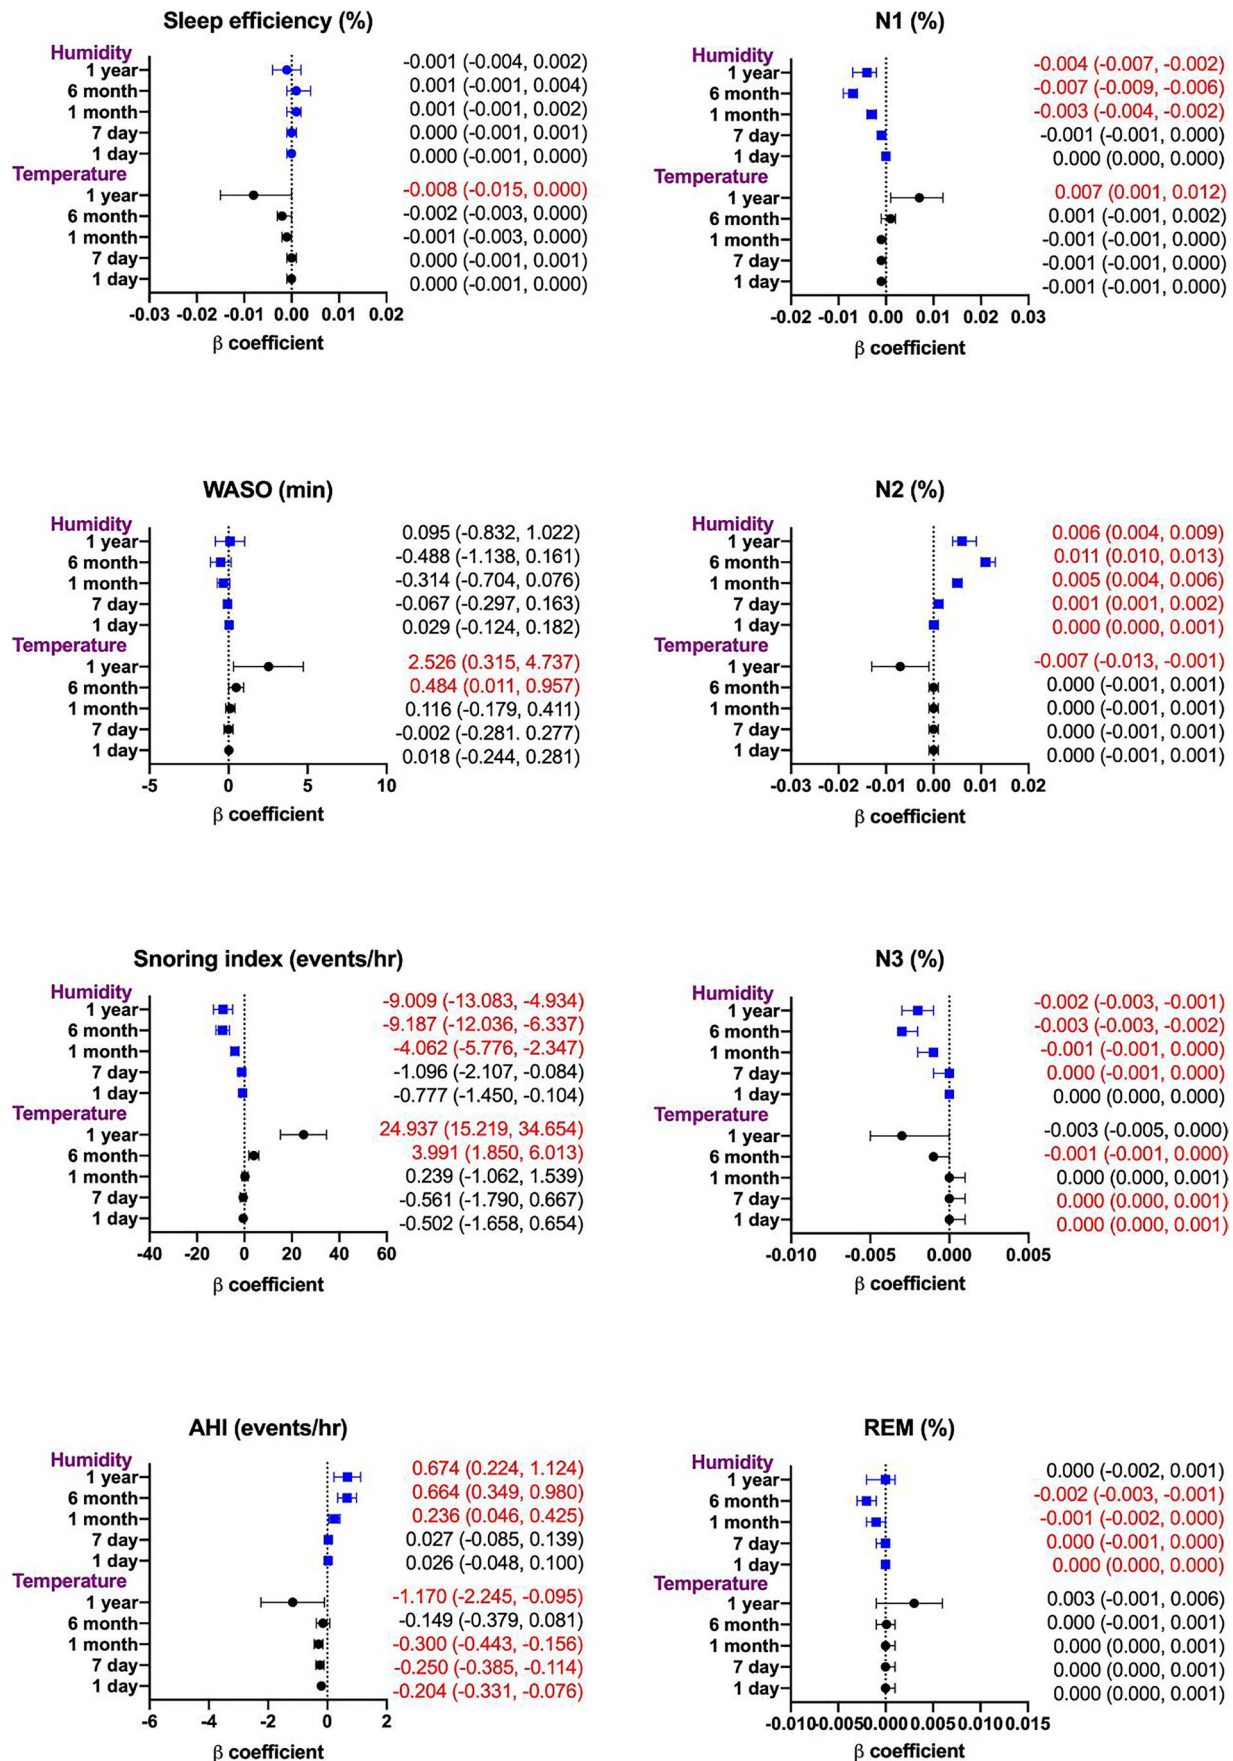 Sleep efficiency (%)
Humidity
1 year -0.001 (-0.004, 0.002)
6 month 0.001 (-0.001, 0.004)
1 month 0.001 (-0.001, 0.002)
7 day 0.000 (-0.001, 0.001)
1 day 0.000 (-0.001, 0.000)
Temperature
1 year -0.008 (-0.015, 0.000)
6 month -0.002 (-0.003, 0.000)
1 month -0.001 (-0.003, 0.000)
7 day 0.000 (-0.001, 0.001)
1 day 0.000 (-0.001, 0.000)
-0.03 -0.02 -0.01 0.00 0.01 0.02
β coefficient
N1 (%)
Humidity
1 year -0.004 (-0.007, -0.002)
6 month -0.007 (-0.009, -0.006)
1 month -0.003 (-0.004, -0.002)
7 day -0.001 (-0.001, 0.000)
1 day 0.000 (0.000, 0.000)
Temperature
1 year 0.007 (0.001, 0.012)
6 month 0.001 (-0.001, 0.002)
1 month -0.001 (-0.001, 0.000)
7 day -0.001 (-0.001, 0.000)
1 day -0.001 (-0.001, 0.000)
-0.02 -0.01 0.00 0.01 0.02 0.03
β coefficient
WASO (min)
Humidity
1 year 0.095 (-0.832, 1.022)
6 month -0.488 (-1.138, 0.161)
1 month -0.314 (-0.704, 0.076)
7 day -0.067 (-0.297, 0.163)
1 day 0.029 (-0.124, 0.182)
Temperature
1 year 2.526 (0.315, 4.737)
6 month 0.484 (0.011, 0.957)
1 month 0.116 (-0.179, 0.411)
7 day -0.002 (-0.281. 0.277)
1 day 0.018 (-0.244, 0.281)
-5 0 5 10
β coefficient
N2 (%)
Humidity
1 year 0.006 (0.004, 0.009)
6 month 0.011 (0.010, 0.013)
1 month 0.005 (0.004, 0.006)
7 day 0.001 (0.001, 0.002)
1 day 0.000 (0.000, 0.001)
Temperature
1 year -0.007 (-0.013, -0.001)
6 month 0.000 (-0.001, 0.001)
1 month 0.000 (-0.001, 0.001)
7 day 0.000 (-0.001, 0.001)
1 day 0.000 (-0.001, 0.001)
-0.03 -0.02 -0.01 0.00 0.01 0.02
β coefficient
Snoring index (events/hr)
Humidity
1 year -9.009 (-13.083, -4.934)
6 month -9.187 (-12.036, -6.337)
1 month -4.062 (-5.776, -2.347)
7 day -1.096 (-2.107, -0.084)
1 day -0.777 (-1.450, -0.104)
Temperature
1 year 24.937 (15.219, 34.654)
6 month 3.991 (1.850, 6.013)
1 month 0.239 (-1.062, 1.539)
7 day -0.561 (-1.790, 0.667)
1 day -0.502 (-1.658, 0.654)
-40 -20 0 20 40 60
β coefficient
N3 (%)
Humidity
1 year -0.002 (-0.003, -0.001)
6 month -0.003 (-0.003, -0.002)
1 month -0.001 (-0.001, 0.000)
7 day 0.000 (-0.001, 0.000)
1 day 0.000 (0.000, 0.000)
Temperature
1 year -0.003 (-0.005, 0.000)
6 month -0.001 (-0.001, 0.000)
1 month 0.000 (0.000, 0.001)
7 day 0.000 (0.000, 0.001)
1 day 0.000 (0.000, 0.001)
-0.010 -0.005 0.000 0.005
β coefficient
AHI (events/hr)
Humidity
1 year 0.674 (0.224, 1.124)
6 month 0.664 (0.349, 0.980)
1 month 0.236 (0.046, 0.425)
7 day 0.027 (-0.085, 0.139)
1 day 0.026 (-0.048, 0.100)
Temperature
1 year -1.170 (-2.245, -0.095)
6 month -0.149 (-0.379, 0.081)
1 month -0.300 (-0.443, -0.156)
7 day -0.250 (-0.385, -0.114)
1 day -0.204 (-0.331, -0.076)
-6 -4 -2 0 2
β coefficient
REM (%)
Humidity
1 year 0.000 (-0.002, 0.001)
6 month -0.002 (-0.003, -0.001)
1 month -0.001 (-0.002, 0.000)
7 day 0.000 (-0.001, 0.000)
1 day 0.000 (0.000, 0.000)
Temperature
1 year 0.003 (-0.001, 0.006)
6 month 0.000 (-0.001, 0.001)
1 month 0.000 (0.000, 0.001)
7 day 0.000 (0.000, 0.001)
1 day 0.000 (0.000, 0.001)
-0.010 -0.005 0.000 0.005 0.010 0.015
β coefficient